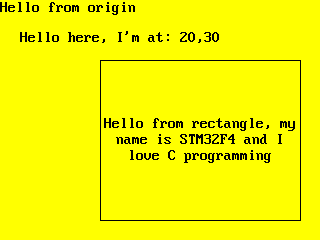 Hello from origin
Hello here, I'm at: 20,30
Hello from rectangle, my
name is STM32F4 and I
love C programming